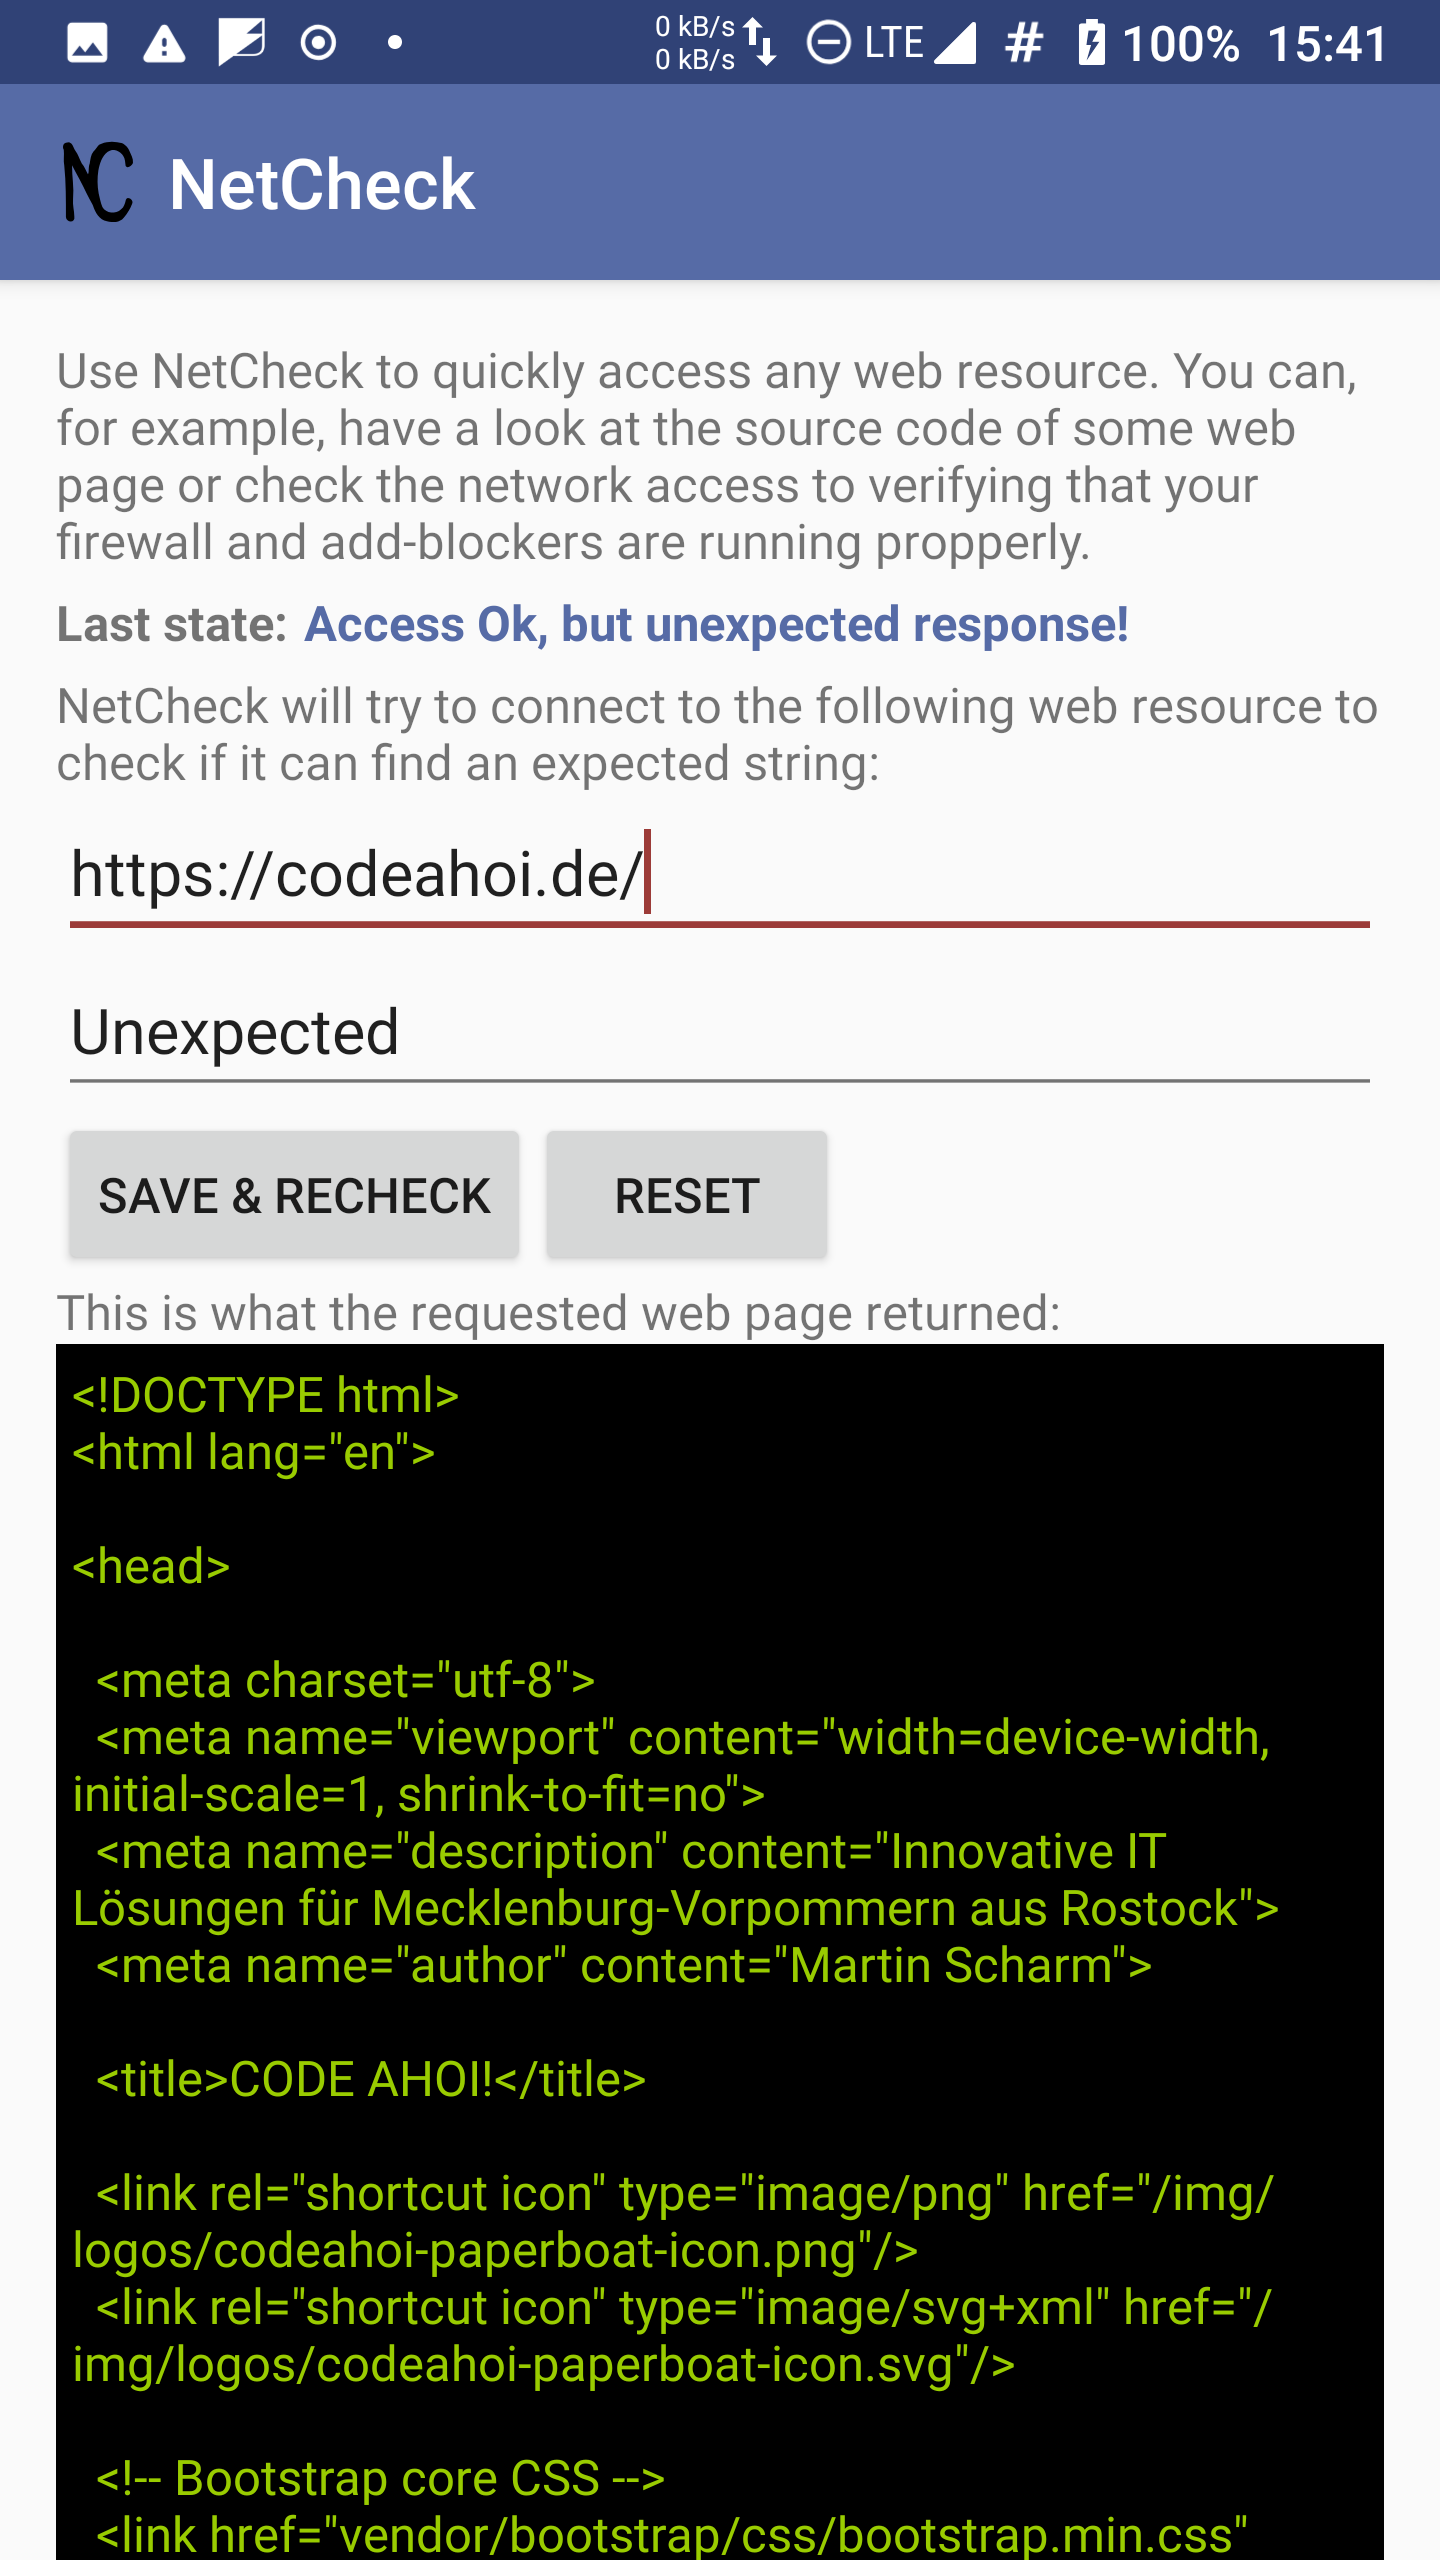 0 kB/s
0 kB/s
LTE
100% 15:41
NC NetCheck
Use NetCheck to quickly access any web resource. You can,
for example, have a look at the source code of some web
page or check the network access to verifying that your
firewall and add-blockers are running propperly.
Last state: Access Ok, but unexpected response!
NetCheck will try to connect to the following web resource to
check if it can find an expected string:
https://codeahoi.de/
Unexpected
SAVE & RECHECK RESET
This is what the requested web page returned:
<!DOCTYPE html>
<html lang="en">
<head>
<meta charset="utf-8">
<meta name="viewport" content="width=device-width,
initial-scale=1, shrink-to-fit=no">
<meta name="description" content="Innovative IT
Lösungen für Mecklenburg-Vorpommern aus Rostock">
<meta name="author" content="Martin Scharm">
<title>CODE AHOI!</title>
<link rel="shortcut icon" type="image/png" href="/img/
logos/codeahoi-paperboat-icon.png"/>
<link rel="shortcut icon" type="image/svg+xml" href="/
img/logos/codeahoi-paperboat-icon.svg"/>
<!-- Bootstrap core CSS -->
<link href="vendor/bootstrap/css/bootstrap.min.css"